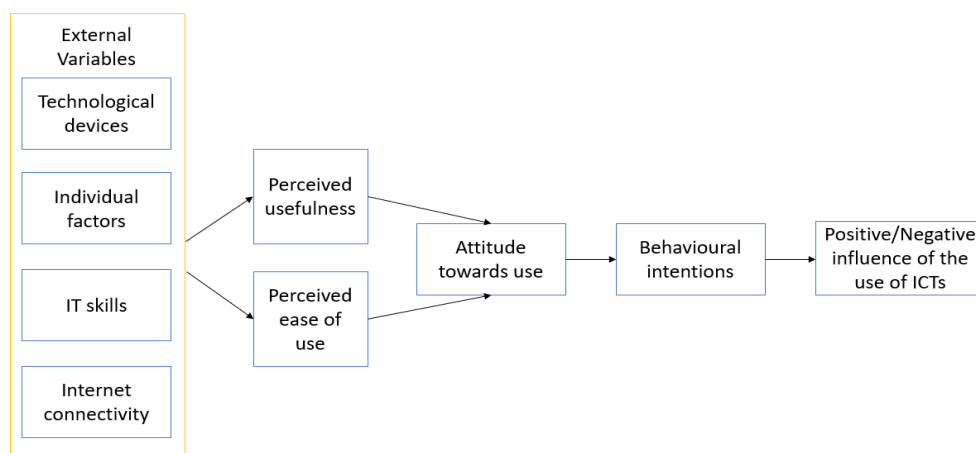 External
Variables
Technological
devices
Individual
factors
IT skills
Internet
connectivity
Perceived
usefulness
Perceived
ease of
use
Attitude
towards use
Behavioural
intentions
Positive/Negative
influence of the
use of ICTs